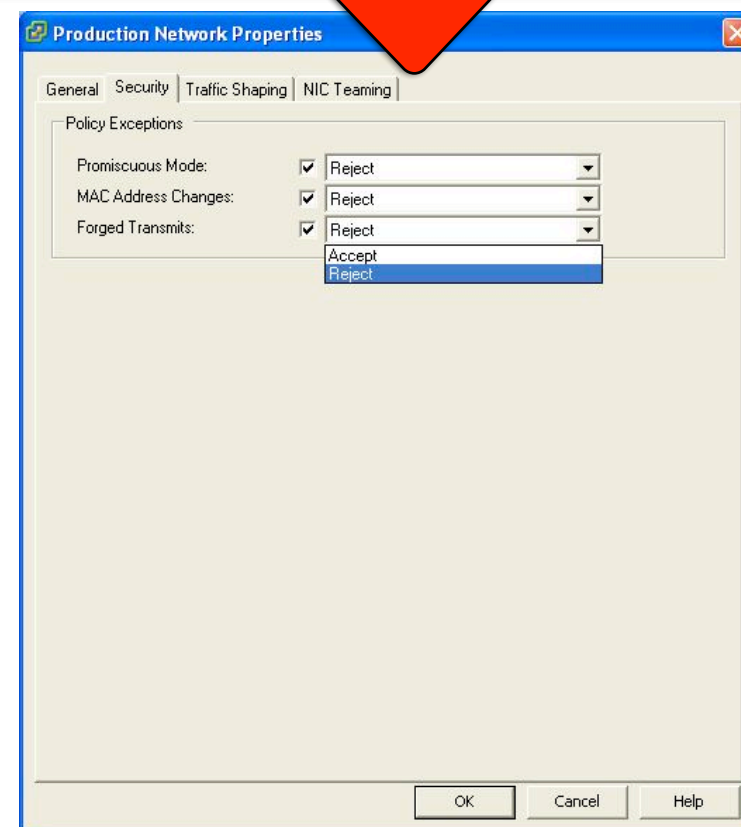 Production Network Properties
General Security Traffic Shaping NIC Teaming
Policy Exceptions
Promiscuous Mode: Reject
MAC Address Changes: Reject
Forged Transmits: Reject
Accept
Reject
OK Cancel Help